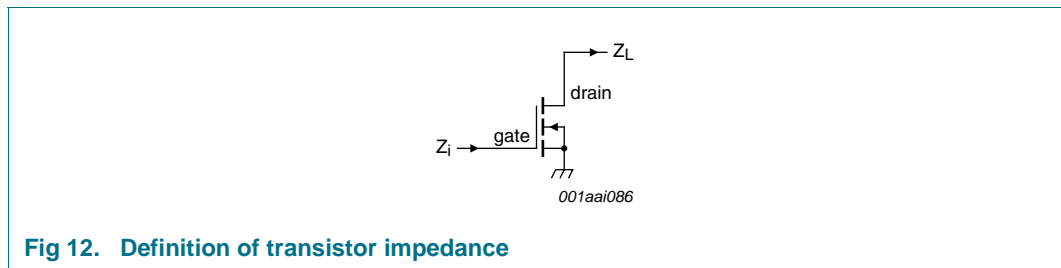 Z_L
drain
gate
Z_i
001aai086
Fig 12. Definition of transistor impedance